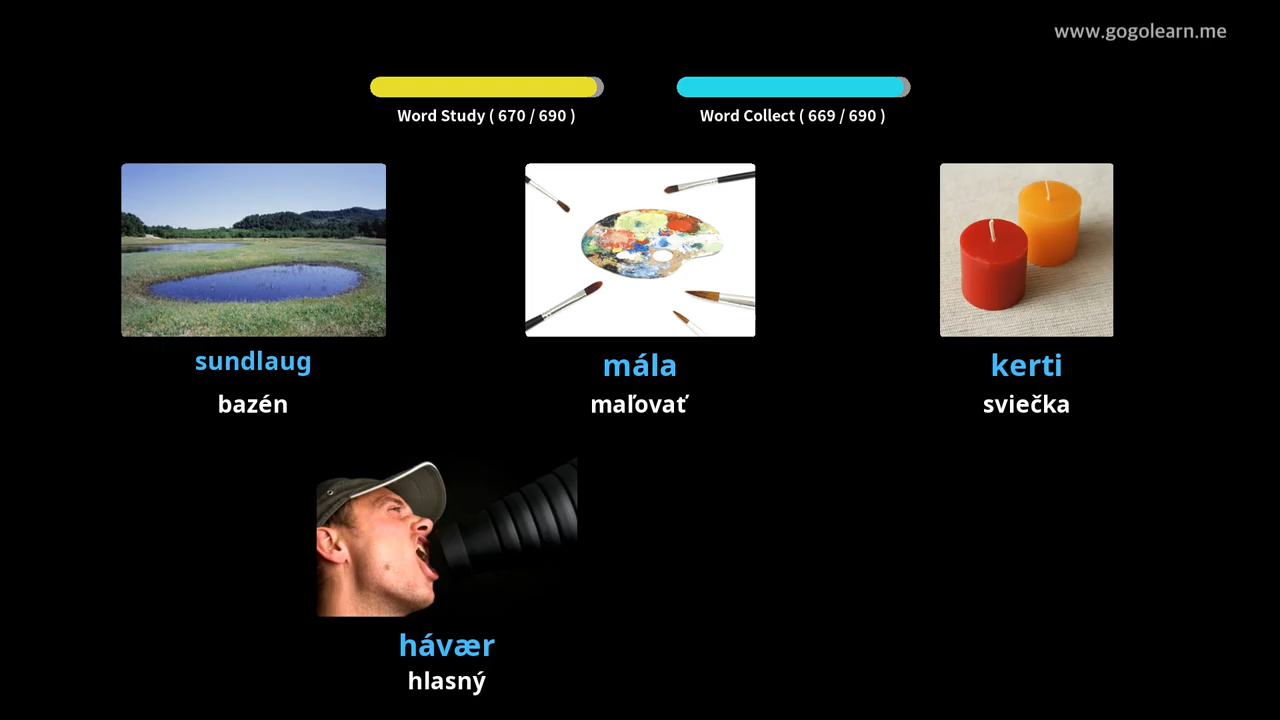 www.gogolearn.me
Word Study ( 670 / 690 )
Word Collect ( 669 / 690 )
sundlaug
bazén
mála
maľovať
kerti
sviečka
hávær
hlasný